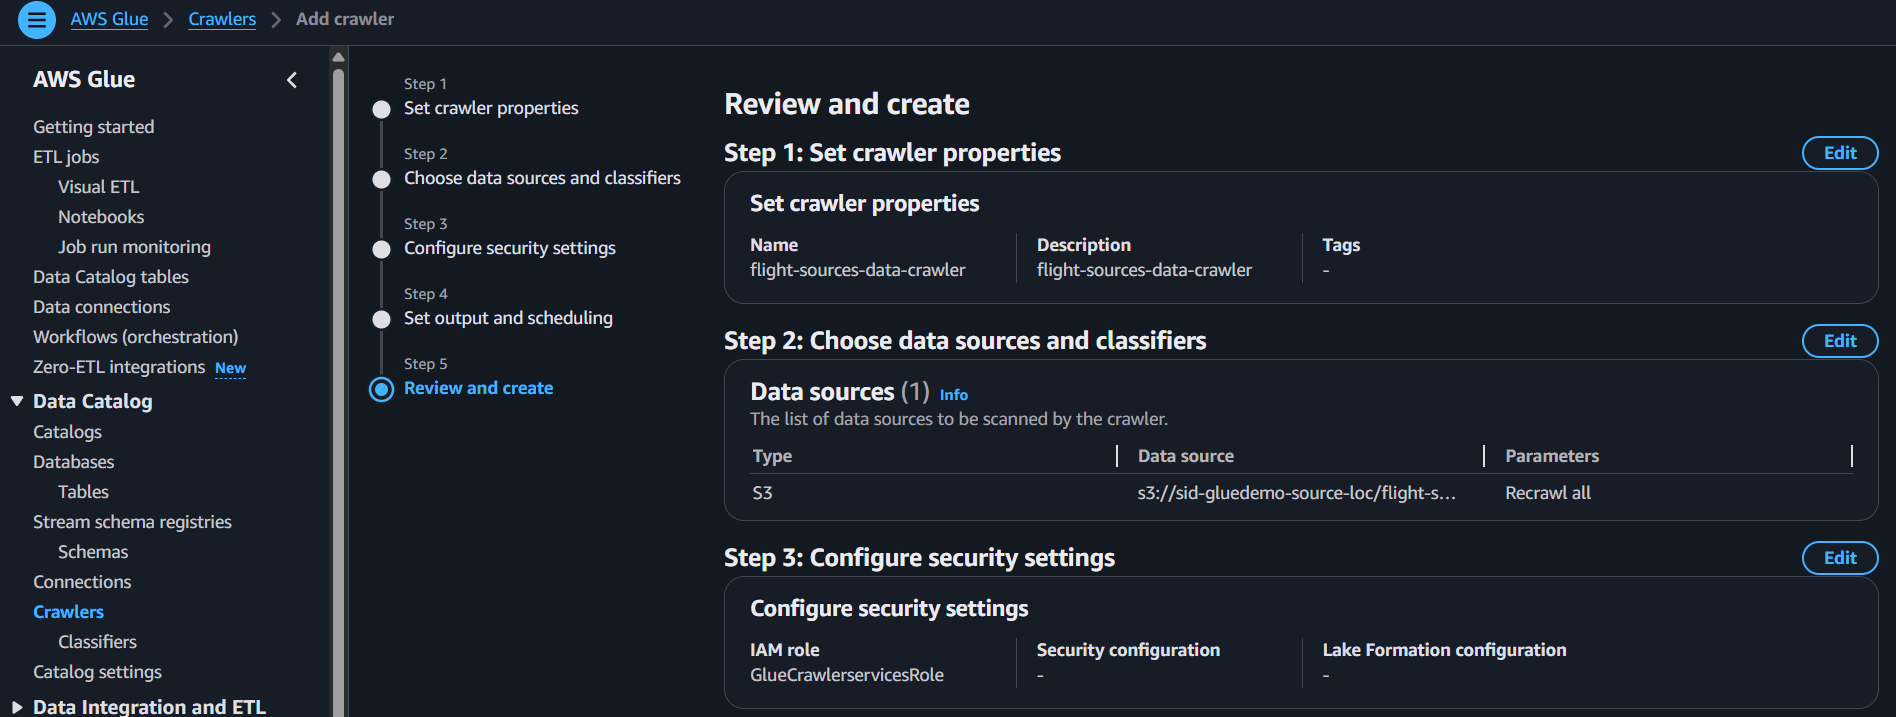 AWS Glue > Crawlers > Add crawler
AWS Glue
Getting started
ETL jobs
Visual ETL
Notebooks
Job run monitoring
Data Catalog tables
Data connections
Workflows (orchestration)
Zero-ETL integrations New
Data Catalog
Catalogs
Databases
Tables
Stream schema registries
Schemas
Connections
Crawlers
Classifiers
Catalog settings
Data Integration and ETL
Step 1
Set crawler properties
Step 2
Choose data sources and classifiers
Step 3
Configure security settings
Step 4
Set output and scheduling
Step 5
Review and create
Review and create
Step 1: Set crawler properties Edit
Set crawler properties
Name Description Tags
flight-sources-data-crawler flight-sources-data-crawler -
Step 2: Choose data sources and classifiers Edit
Data sources (1) Info
The list of data sources to be scanned by the crawler.
Type Data source Parameters
S3 s3://sid-gluedemo-source-loc/flight-s... Recrawl all
Step 3: Configure security settings Edit
Configure security settings
IAM role Security configuration Lake Formation configuration
GlueCrawlerservicesRole - -